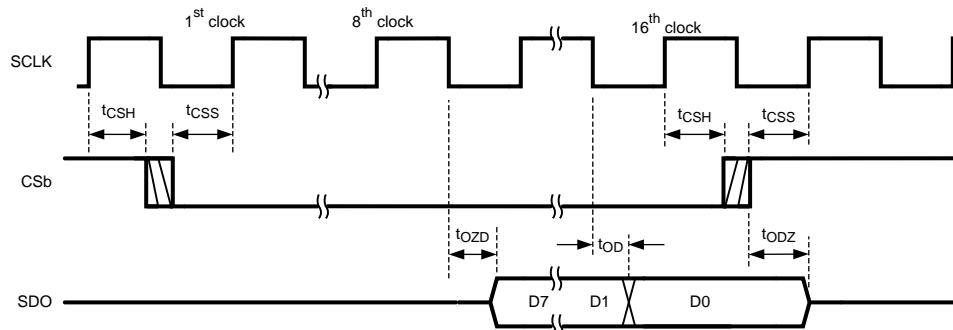 1st clock
8th clock
16th clock
SCLK
tCSH
tCSS
tCSH
tCSS
CSb
tOZD
tOD
tODZ
SDO
D7
D1
D0